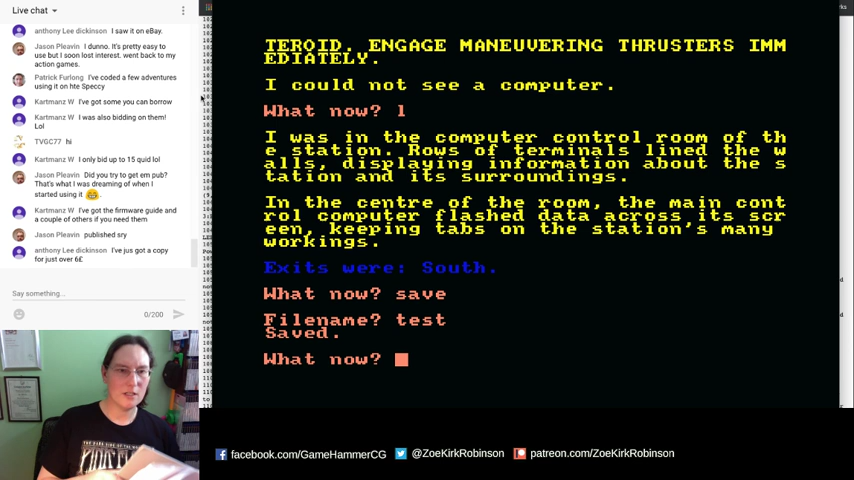 Live chat
anthony Lee dickinson I saw it on eBay.
Jason Pleavin I dunno. It's pretty easy to
use but I soon lost interest. went back to my
action games.
Patrick Furlong I've coded a few adventures
using it on hte Speccy
Kartmanz W I've got some you can borrow
Kartmanz W I was also bidding on them!
Lol
TVGC77 hi
Kartmanz W I only bid up to 15 quid lol
Jason Pleavin Did you try to get em pub?
That's what I was dreaming of when I
started using it
Kartmanz W I've got the firmware guide and
a couple of others if you need them
Jason Pleavin published sry
anthony Lee dickinson I've jus got a copy
for just over 6£
Say something...
0/200
TEROID. ENGAGE MANEUVERING THRUSTERS IMM
EDIATELY.
I could not see a computer.
What now? l
I was in the computer control room of th
e station. Rows of terminals lined the w
alls, displaying information about the s
tation and its surroundings.
In the centre of the room, the main cont
rol computer flashed data across its scr
een, keeping tabs on the station's many
workings.
Exits were: South.
What now? save
Filename? test
Saved.
What now?
facebook.com/GameHammerCG @ZoeKirkRobinson patreon.com/ZoeKirkRobinson